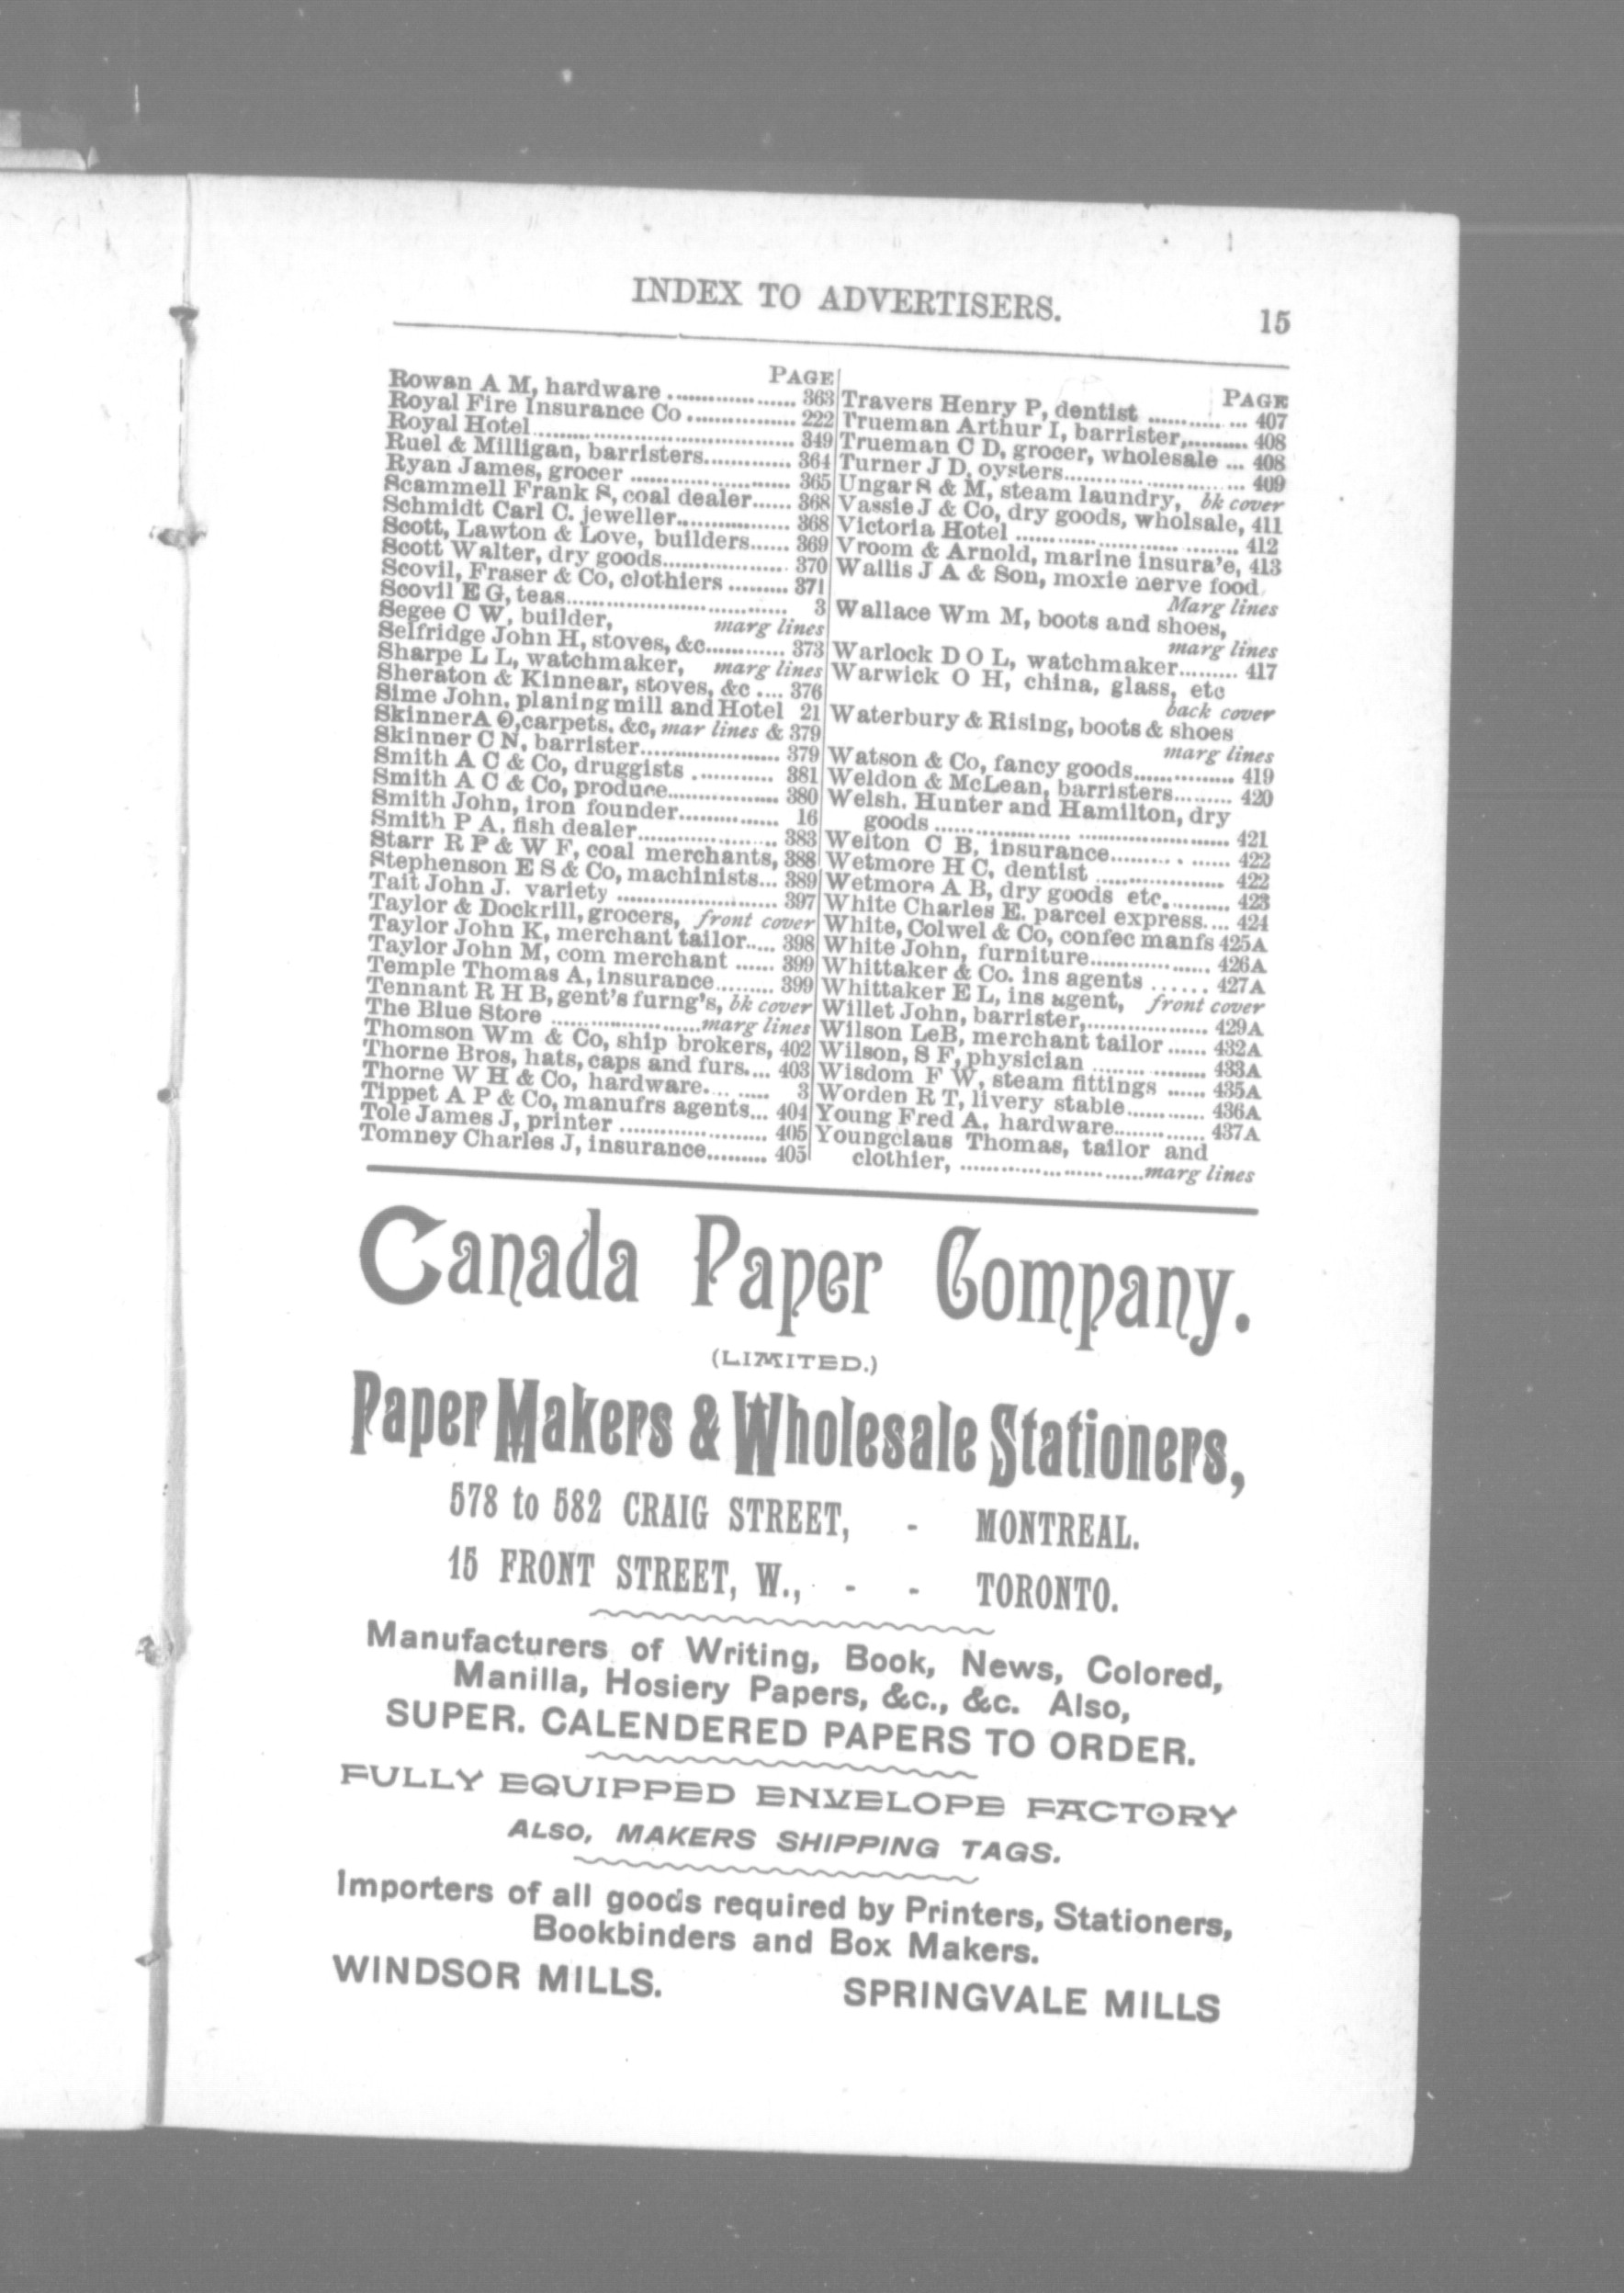 INDEX TO ADVERTISERS. 15
PAGE
Rowan A M, hardware .................. 363
Royal Fire Insurance Co ............... 222
Royal Hotel .................................... 349
Ruel & Milligan, barristers............. 364
Ryan James, grocer ........................ 365
Scammell Frank S, coal dealer...... 368
Schmidt Carl C. jeweller................ 368
Scott, Lawton & Love, builders...... 369
Scott Walter, dry goods.................. 370
Scovil, Fraser & Co, clothiers ......... 371
Scovil E G, teas................................ 3
Segee C W, builder, marg lines
Selfridge John H, stoves, &c............ 373
Sharpe L L, watchmaker, marg lines
Sheraton & Kinnear, stoves, &c .... 376
Sime John, planing mill and Hotel 21
Skinner A O, carpets, &c, mar lines & 379
Skinner C N, barrister..................... 379
Smith A C & Co, druggists ............ 381
Smith A C & Co, produce................ 380
Smith John, iron founder............... 16
Smith P A, fish dealer..................... 383
Starr R P & W F, coal merchants, 388
Stephenson E S & Co, machinists... 389
Tait John J. variety ........................ 397
Taylor & Dockrill, grocers, front cover
Taylor John K, merchant tailor..... 398
Taylor John M, com merchant ...... 399
Temple Thomas A, insurance......... 399
Tennant R H B, gent's furng's, bk cover
The Blue Store ........................marg lines
Thomson Wm & Co, ship brokers, 402
Thorne Bros, hats, caps and furs.... 403
Thorne W H & Co, hardware.......... 3
Tippet A P & Co, manufrs agents... 404
Tole James J, printer ...................... 405
Tomney Charles J, insurance......... 405
PAGE
Travers Henry P, dentist ............... 407
Trueman Arthur I, barrister,.......... 408
Trueman C D, grocer, wholesale ... 408
Turner J D, oysters.......................... 409
Ungar S & M, steam laundry, bk cover
Vassie J & Co, dry goods, wholsale, 411
Victoria Hotel ................................. 412
Vroom & Arnold, marine insura'e, 413
Wallis J A & Son, moxie nerve food
Marg lines
Wallace Wm M, boots and shoes,
marg lines
Warlock D O L, watchmaker......... 417
Warwick O H, china, glass, etc
back cover
Waterbury & Rising, boots & shoes
marg lines
Watson & Co, fancy goods............... 419
Weldon & McLean, barristers......... 420
Welsh, Hunter and Hamilton, dry
goods ........................................... 421
Welton C B, insurance.................. 422
Wetmore H C, dentist .................... 422
Wetmore A B, dry goods etc.......... 423
White Charles E. parcel express.... 424
White, Colwel & Co, confec manfs 425A
White John, furniture.................... 426A
Whittaker & Co. ins agents ...... 427A
Whittaker E L, ins agent, front cover
Willet John, barrister,................... 429A
Wilson LeB, merchant tailor ...... 432A
Wilson, S F, physician .................. 433A
Wisdom F W, steam fittings ...... 435A
Worden R T, livery stable............ 436A
Young Fred A, hardware.............. 437A
Youngclaus Thomas, tailor and
clothier, ..........................marg lines
Canada Paper Company.
(LIMITED.)
Paper Makers & Wholesale Stationers,
578 to 582 CRAIG STREET, - MONTREAL.
15 FRONT STREET, W., - - TORONTO.
Manufacturers of Writing, Book, News, Colored,
Manilla, Hosiery Papers, &c., &c. Also,
SUPER. CALENDERED PAPERS TO ORDER.
FULLY EQUIPPED ENVELOPE FACTORY
ALSO, MAKERS SHIPPING TAGS.
Importers of all goods required by Printers, Stationers,
Bookbinders and Box Makers.
WINDSOR MILLS. SPRINGVALE MILLS